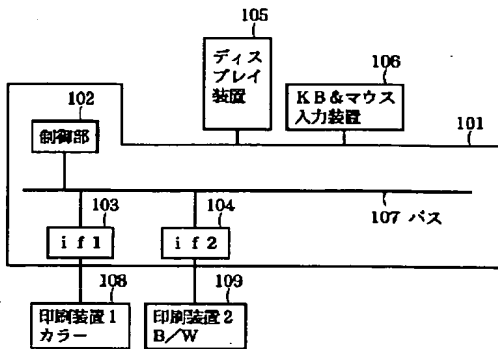 105
ディス
プレイ
装置
106
KB&マウス
入力装置
101
102
制御部
107 バス
103
if1
104
if2
108
印刷装置1
カラー
109
印刷装置2
B/W